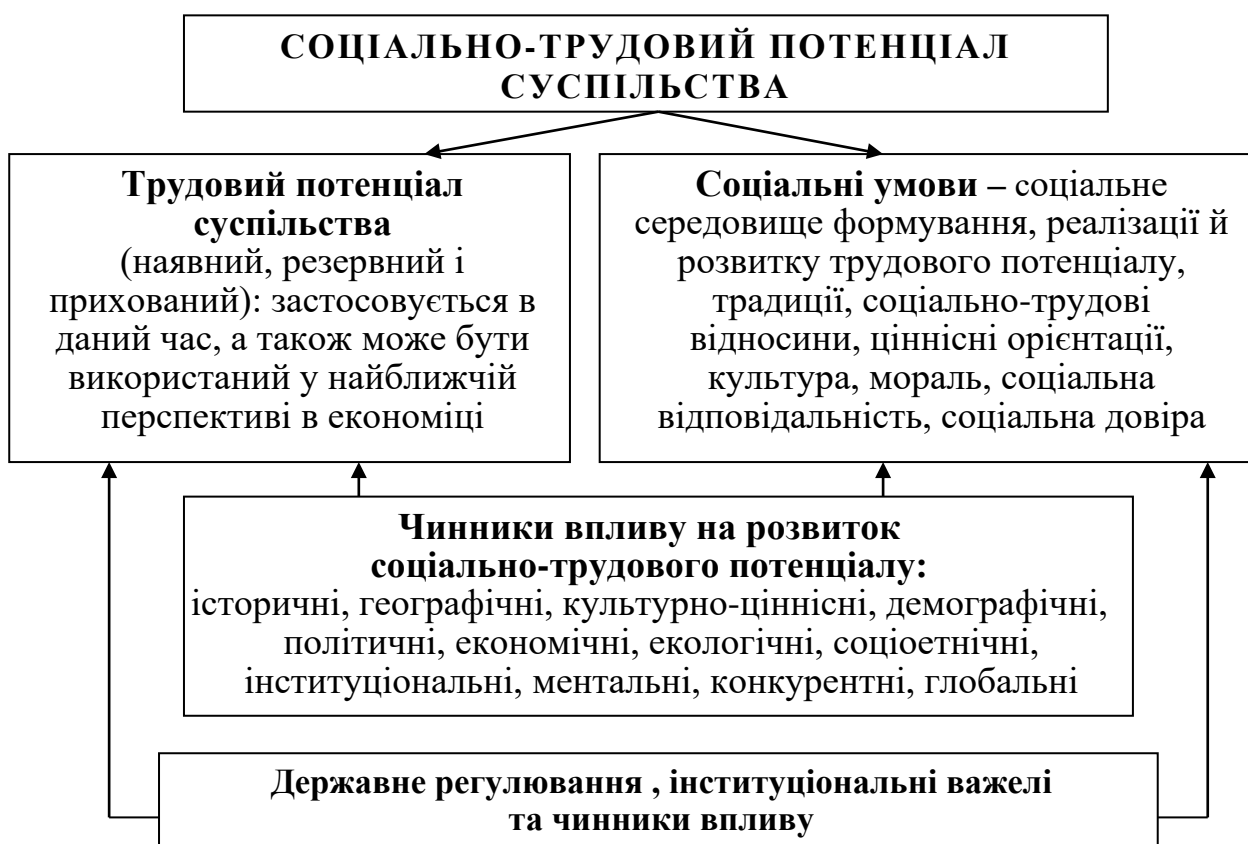 СОЦІАЛЬНО-ТРУДОВИЙ ПОТЕНЦІАЛ
СУСПІЛЬСТВА
Трудовий потенціал
суспільства
(наявний, резервний і
прихований): застосовується в
даний час, а також може бути
використаний у найближчій
перспективі в економіці
Соціальні умови – соціальне
середовище формування, реалізації й
розвитку трудового потенціалу,
традиції, соціально-трудові
відносини, ціннісні орієнтації,
культура, мораль, соціальна
відповідальність, соціальна довіра
Чинники впливу на розвиток
соціально-трудового потенціалу:
історичні, географічні, культурно-ціннісні, демографічні,
політичні, економічні, екологічні, соціоетнічні,
інституціональні, ментальні, конкурентні, глобальні
Державне регулювання , інституціональні важелі
та чинники впливу